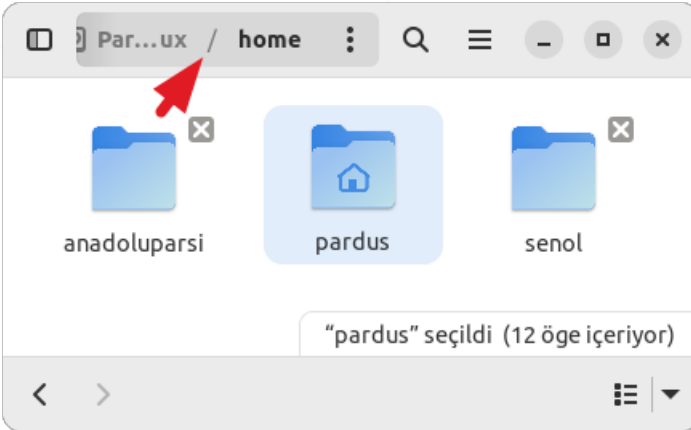 Par…ux / home
anadoluparsi
pardus
senol
“pardus” seçildi (12 öge içeriyor)